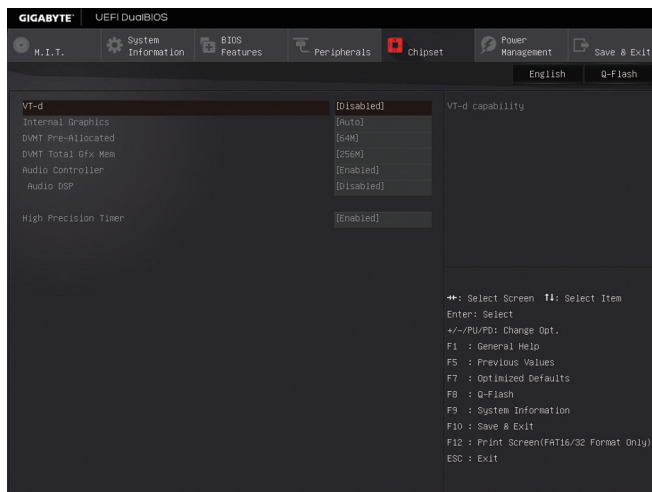 GIGABYTE™ UEFI DualBIOS
M.I.T.
System Information
BIOS Features
Peripherals
Chipset
Power Management
Save & Exit
English Q-Flash
VT-d [Disabled]
Internal Graphics [Auto]
DVMT Pre-Allocated [64M]
DVMT Total Gfx Mem [256M]
Audio Controller [Enabled]
Audio DSP [Disabled]
High Precision Timer [Enabled]
VT-d capability
→←: Select Screen ↑↓: Select Item
Enter: Select
+/-/PU/PD: Change Opt.
F1 : General Help
F5 : Previous Values
F7 : Optimized Defaults
F8 : Q-Flash
F9 : System Information
F10 : Save & Exit
F12 : Print Screen(FAT16/32 Format Only)
ESC : Exit